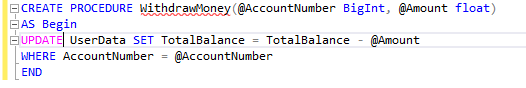 CREATE PROCEDURE WithdrawMoney(@AccountNumber BigInt, @Amount float)
AS Begin
UPDATE UserData SET TotalBalance = TotalBalance - @Amount
WHERE AccountNumber = @AccountNumber
END